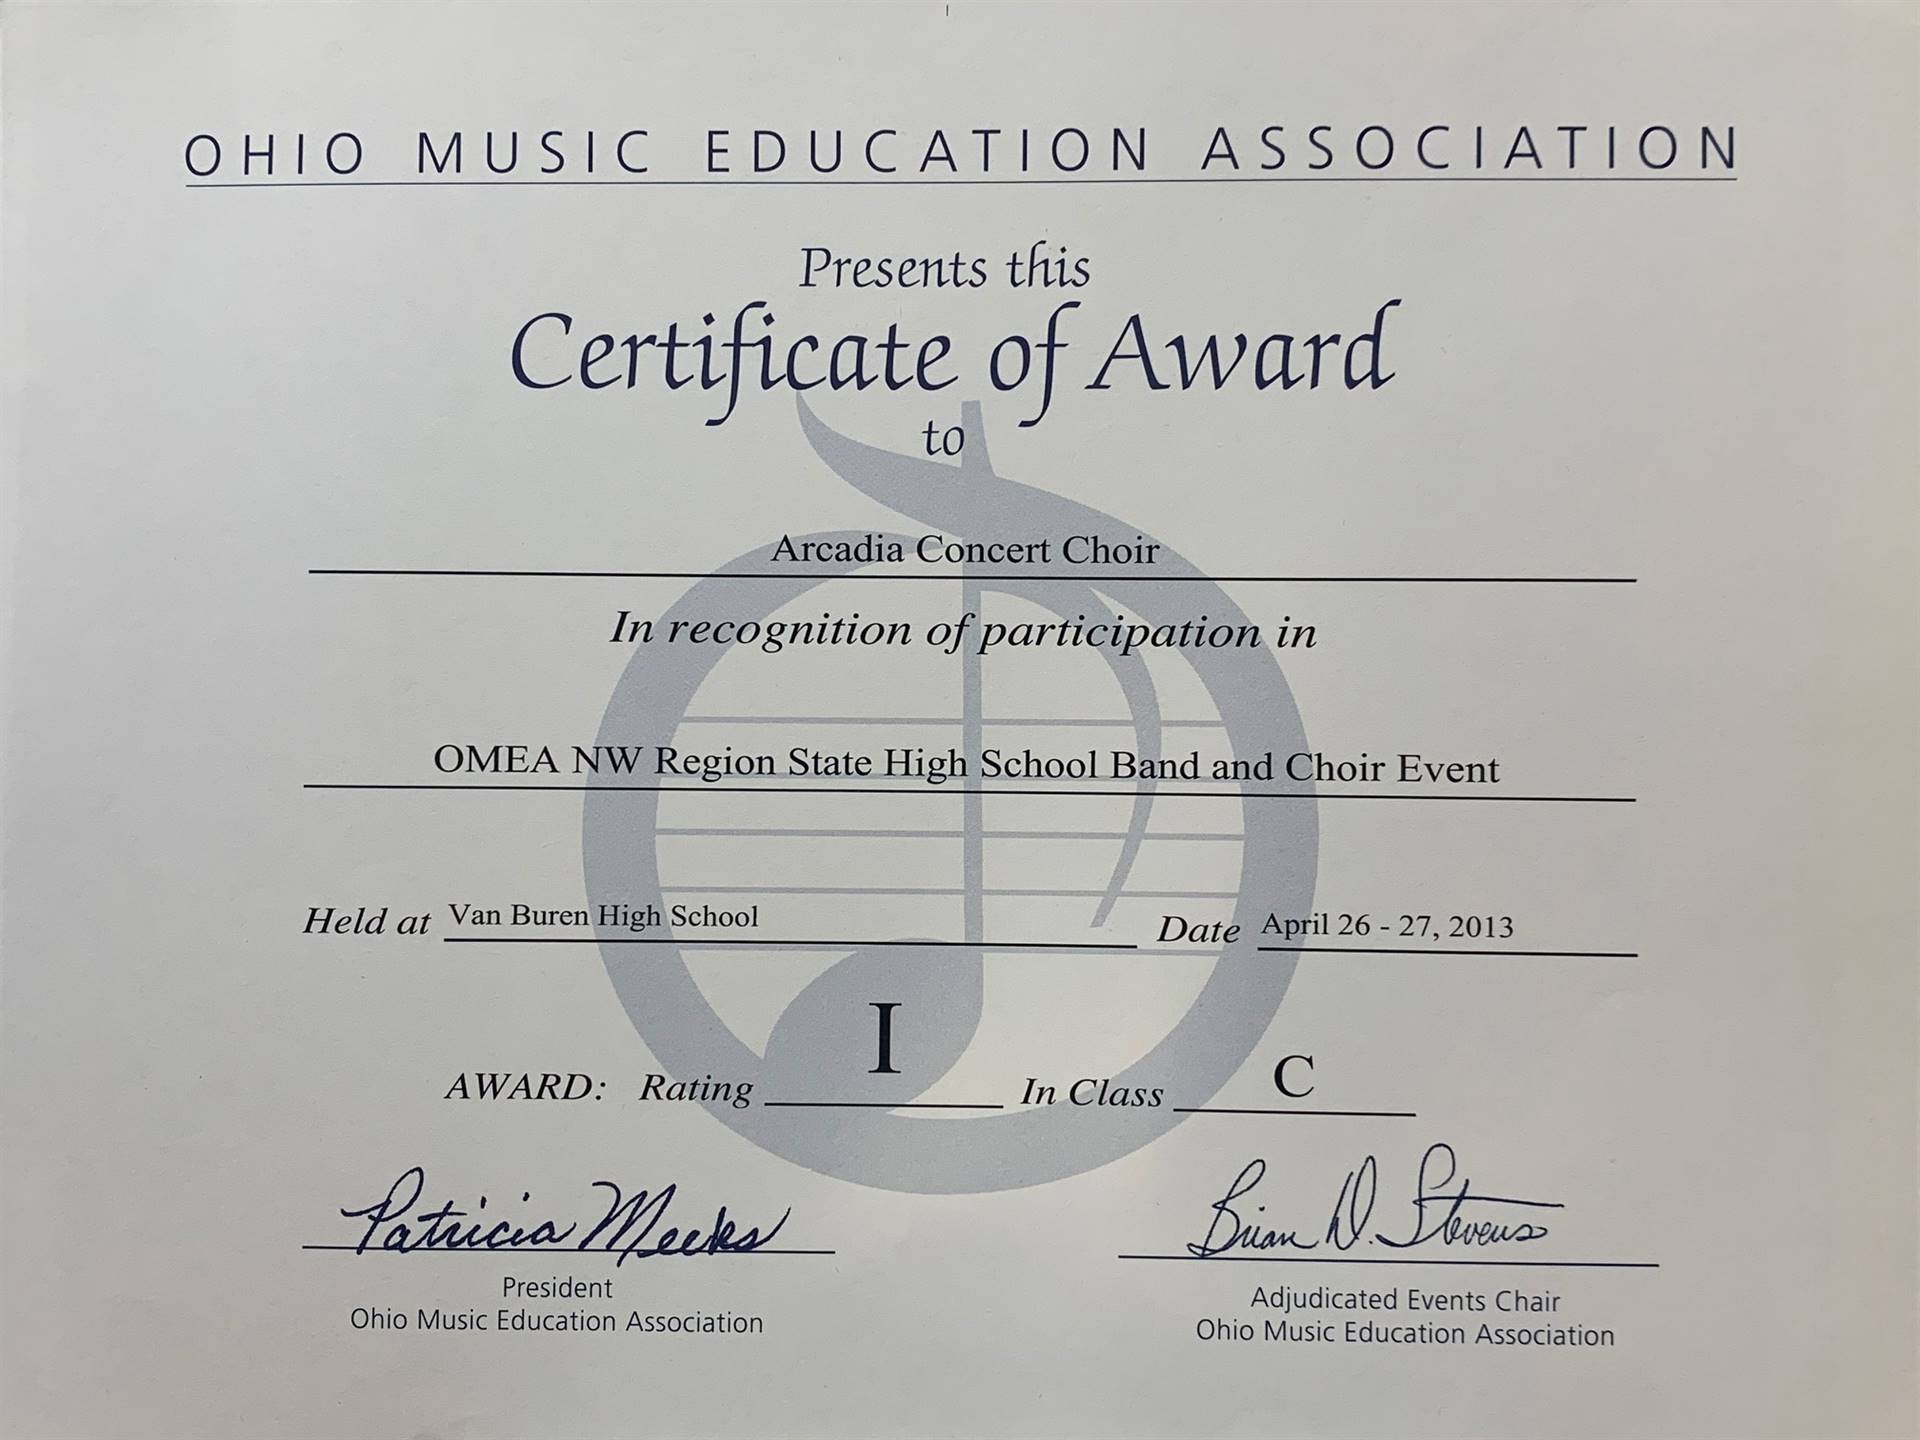 OHIO MUSIC EDUCATION ASSOCIATION
Presents this
Certificate of Award
to
Arcadia Concert Choir
In recognition of participation in
OMEA NW Region State High School Band and Choir Event
Held at Van Buren High School Date April 26 - 27, 2013
AWARD: Rating I In Class C
Patricia Meeks Brian D. Stevens
President
Ohio Music Education Association
Adjudicated Events Chair
Ohio Music Education Association